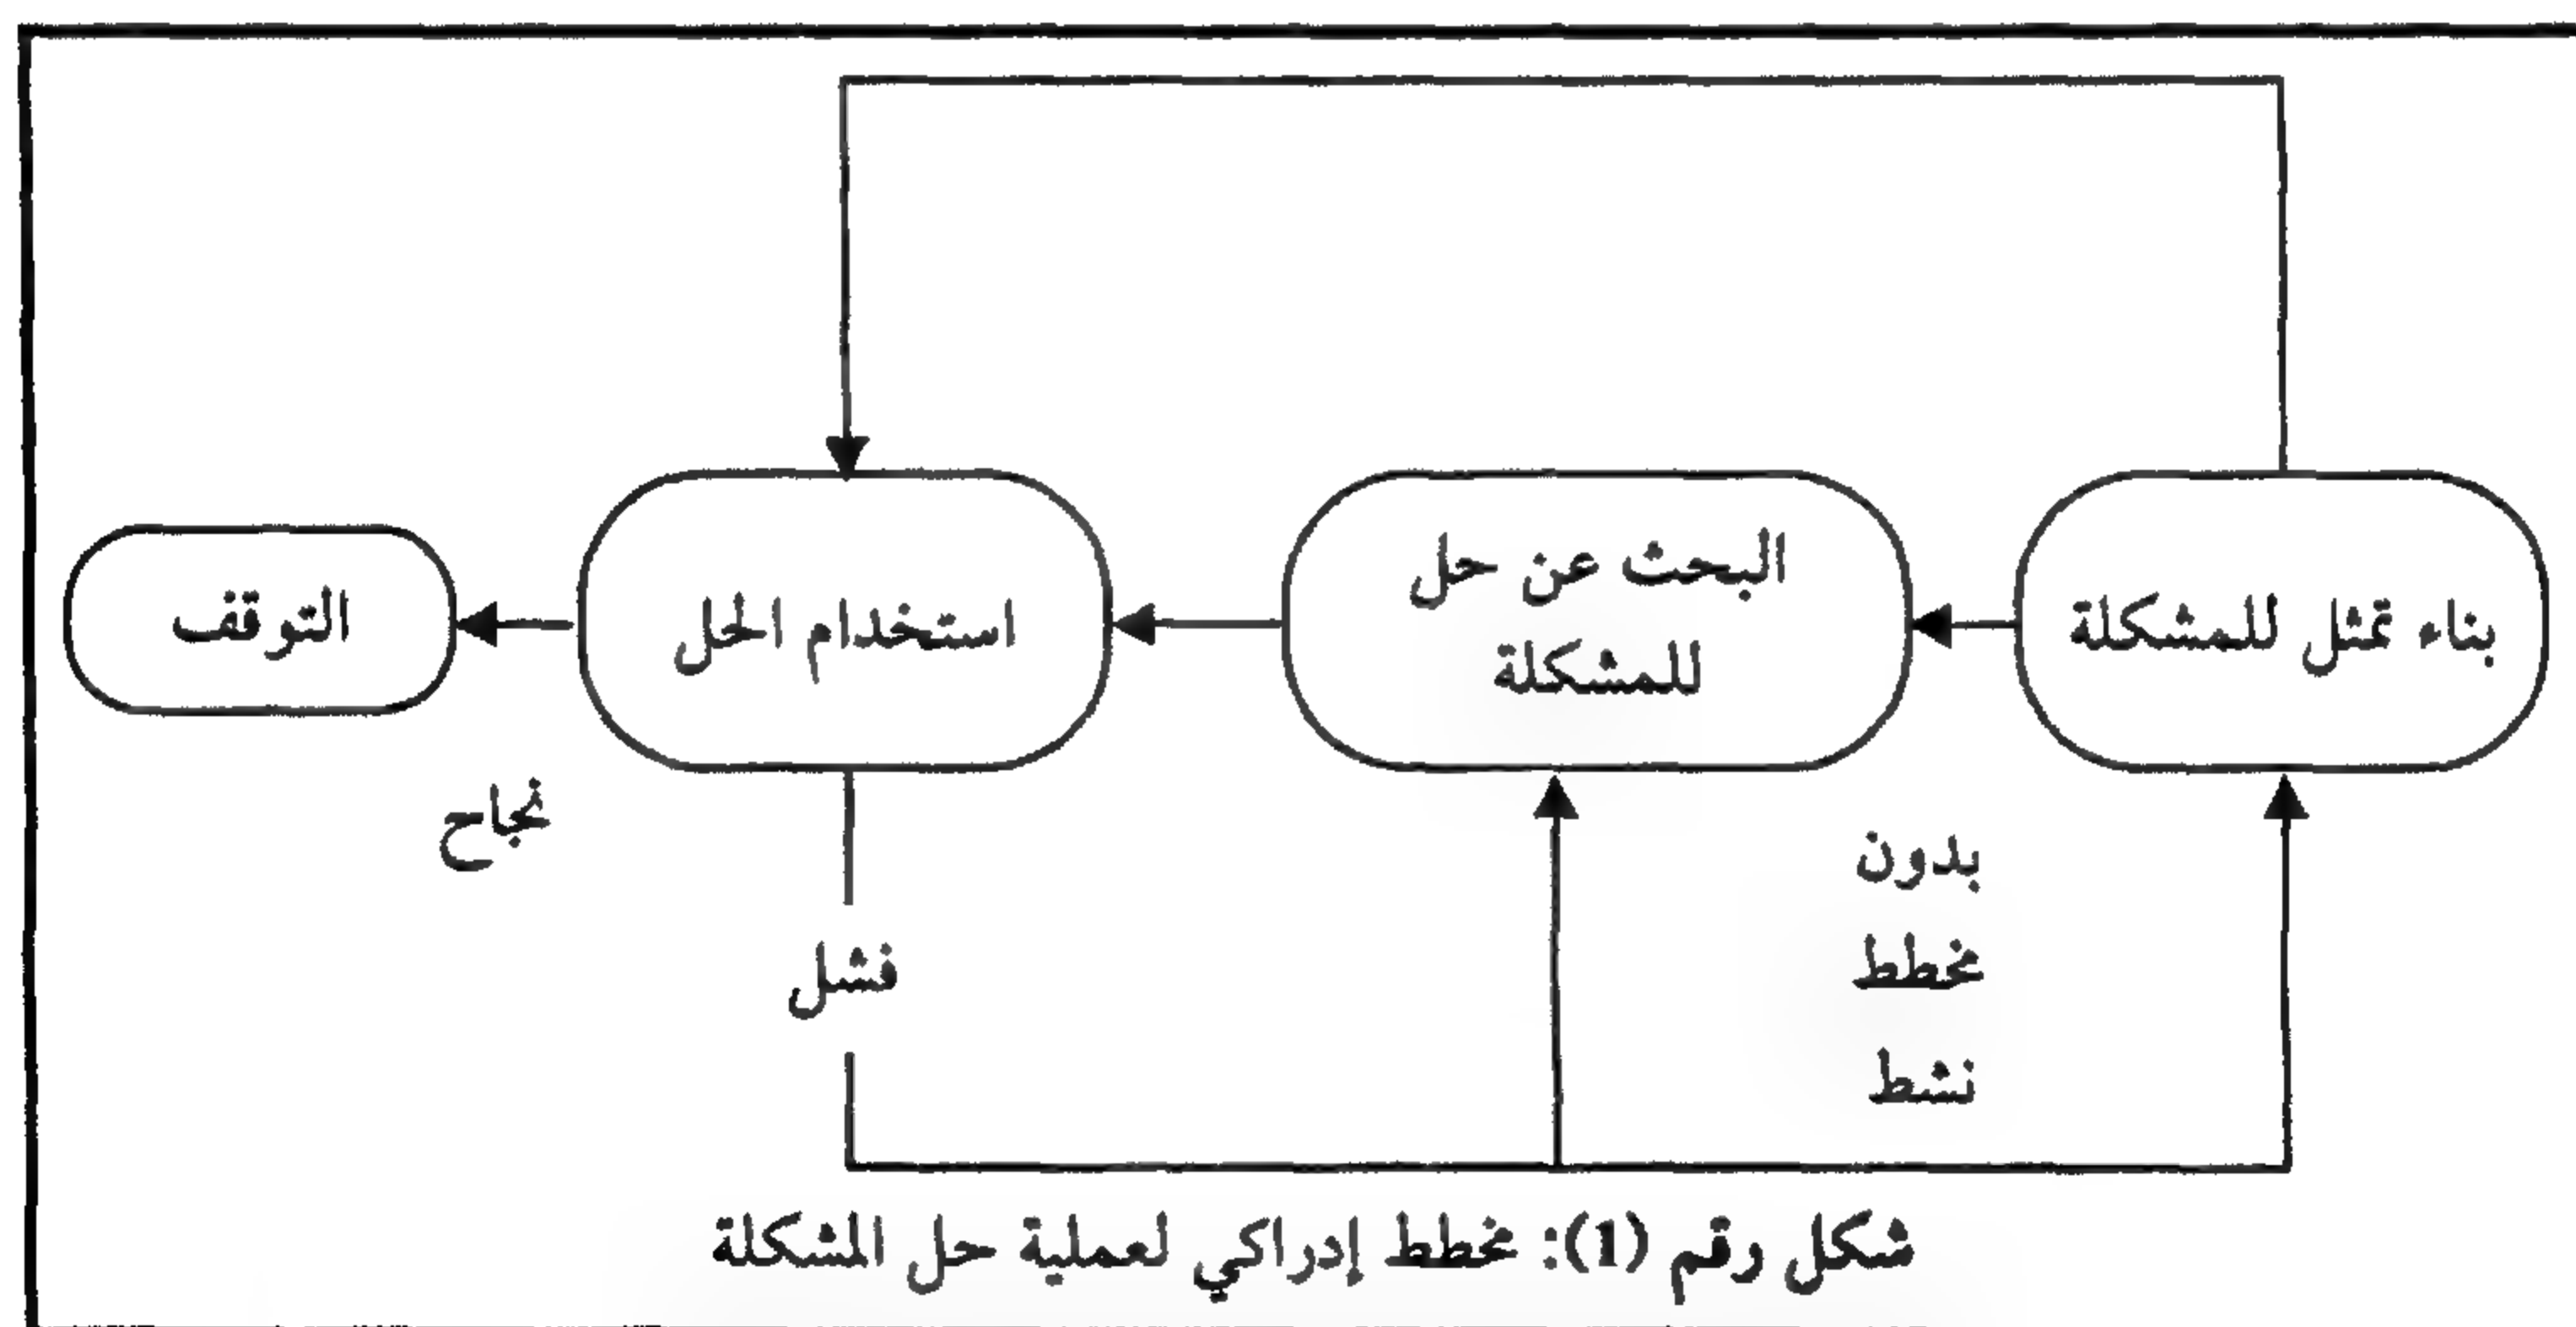 بناء تمثل للمشكلة
البحث عن حل
للمشكلة
استخدام الحل
التوقف
نجاح
فشل
بدون
مخطط
نشط
شكل رقم (1): مخطط إدراكي لعملية حل المشكلة